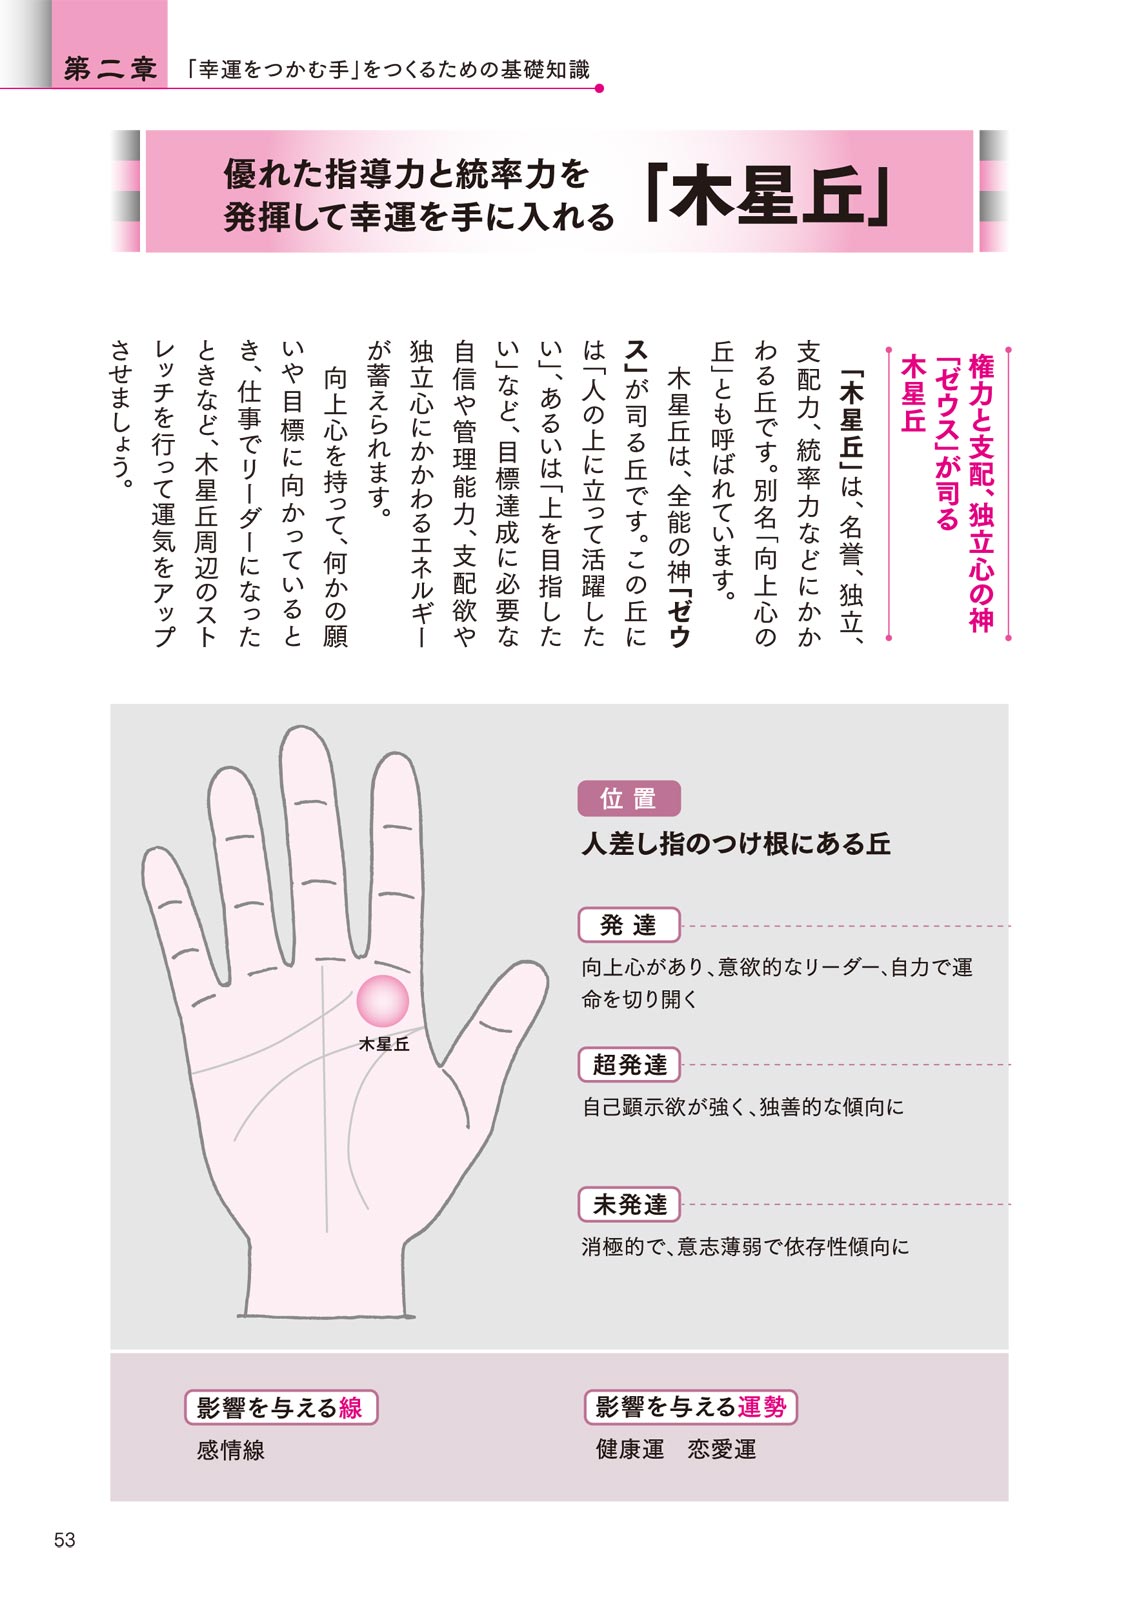 第二章
「幸運をつかむ手」をつくるための基礎知識
優れた指導力と統率力を
発揮して幸運を手に入れる
「木星丘」
権力と支配、独立心の神
「ゼウス」が司る
木星丘
「木星丘」は、名誉、独立、
支配力、統率力などにかか
わる丘です。別名「向上心の
丘」とも呼ばれています。
木星丘は、全能の神「ゼウ
ス」が司る丘です。この丘に
は「人の上に立って活躍した
い」、あるいは「上を目指した
い」など、目標達成に必要な
自信や管理能力、支配欲や
独立心にかかわるエネルギー
が蓄えられます。
向上心を持って、何かの願
いや目標に向かっていると
き、仕事でリーダーになった
ときなど、木星丘周辺のスト
レッチを行って運気をアップ
させましょう。
木星丘
位置
人差し指のつけ根にある丘
発達
向上心があり、意欲的なリーダー、自力で運
命を切り開く
超発達
自己顕示欲が強く、独善的な傾向に
未発達
消極的で、意志薄弱で依存性傾向に
影響を与える線
感情線
影響を与える運勢
健康運　恋愛運
53